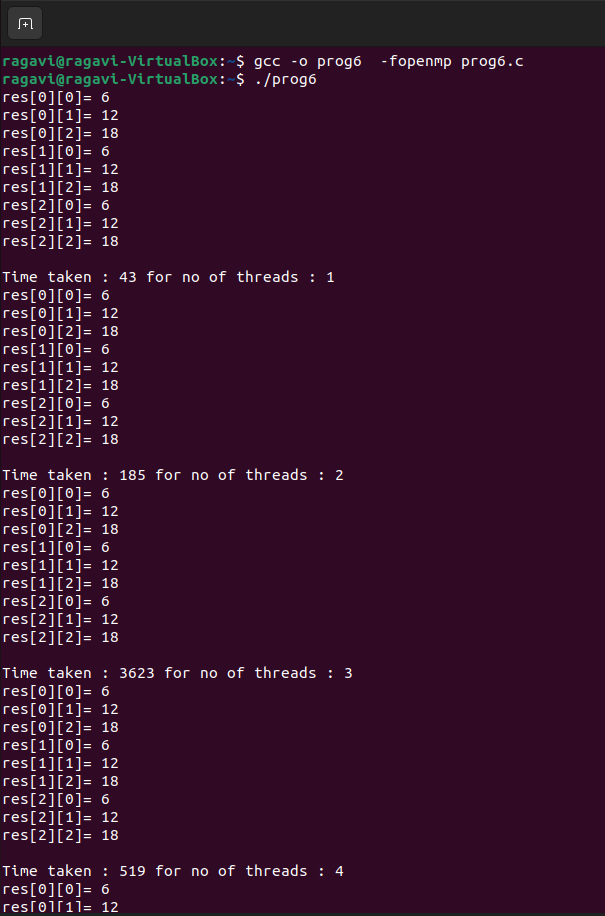 ragavi@ragavi-VirtualBox:~$ gcc -o prog6  -fopenmp prog6.c
ragavi@ragavi-VirtualBox:~$ ./prog6
res[0][0]= 6
res[0][1]= 12
res[0][2]= 18
res[1][0]= 6
res[1][1]= 12
res[1][2]= 18
res[2][0]= 6
res[2][1]= 12
res[2][2]= 18

Time taken : 43 for no of threads : 1
res[0][0]= 6
res[0][1]= 12
res[0][2]= 18
res[1][0]= 6
res[1][1]= 12
res[1][2]= 18
res[2][0]= 6
res[2][1]= 12
res[2][2]= 18

Time taken : 185 for no of threads : 2
res[0][0]= 6
res[0][1]= 12
res[0][2]= 18
res[1][0]= 6
res[1][1]= 12
res[1][2]= 18
res[2][0]= 6
res[2][1]= 12
res[2][2]= 18

Time taken : 3623 for no of threads : 3
res[0][0]= 6
res[0][1]= 12
res[0][2]= 18
res[1][0]= 6
res[1][1]= 12
res[1][2]= 18
res[2][0]= 6
res[2][1]= 12
res[2][2]= 18

Time taken : 519 for no of threads : 4
res[0][0]= 6
res[0][1]= 12